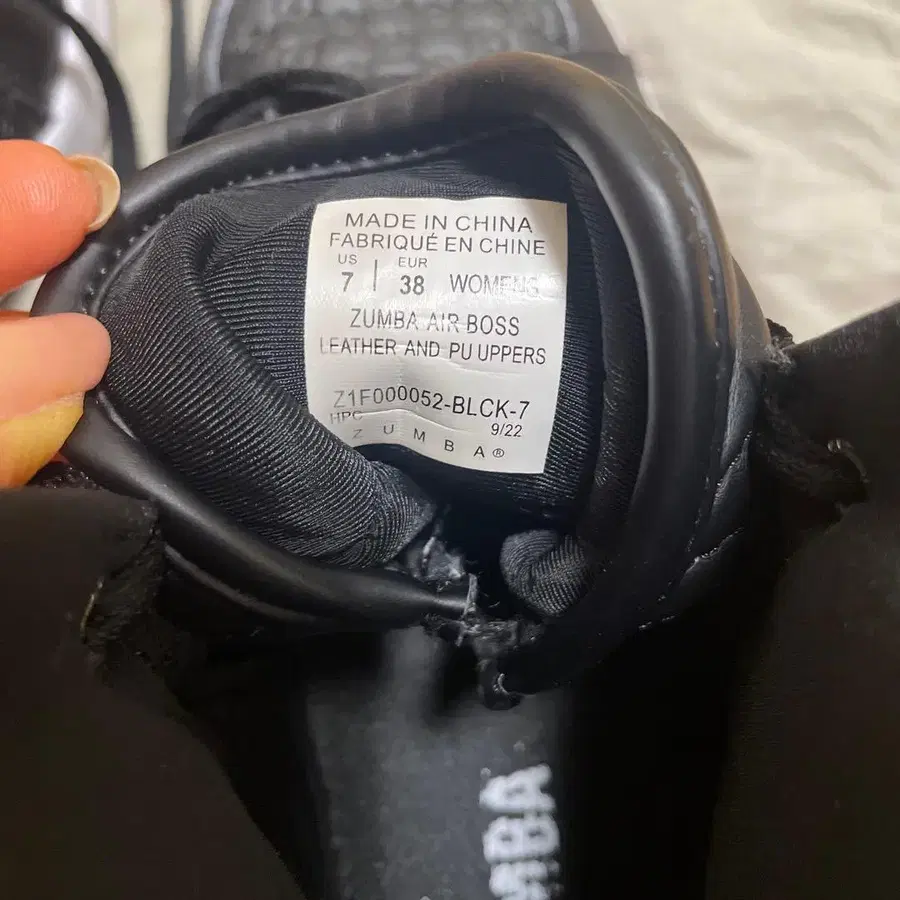 MADE IN CHINA
FABRIQUÉ EN CHINE
US EUR
7 | 38 WOMENS
ZUMBA AIR BOSS
LEATHER AND PU UPPERS
Z1F000052-BLCK-7
HPC 9/22
ZUMBA®
MBA